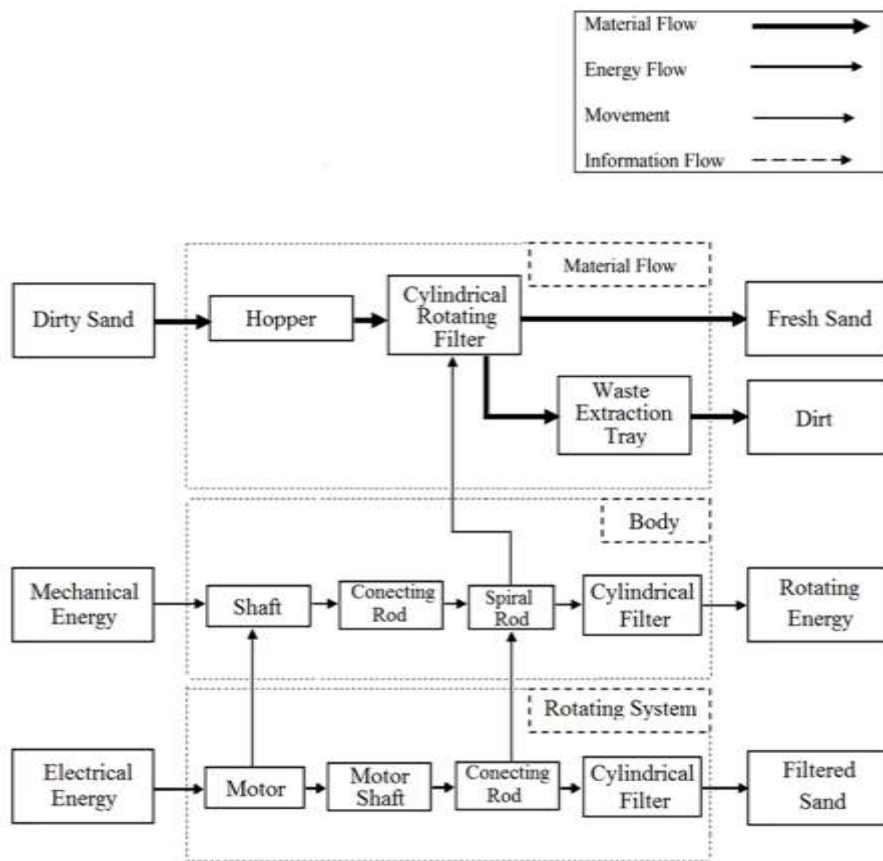 Material Flow
Energy Flow
Movement
Information Flow
Material Flow
Dirty Sand
Hopper
Cylindrical
Rotating
Filter
Fresh Sand
Waste
Extraction
Tray
Dirt
Body
Mechanical
Energy
Shaft
Conecting
Rod
Spiral
Rod
Cylindrical
Filter
Rotating
Energy
Rotating System
Electrical
Energy
Motor
Motor
Shaft
Conecting
Rod
Cylindrical
Filter
Filtered
Sand